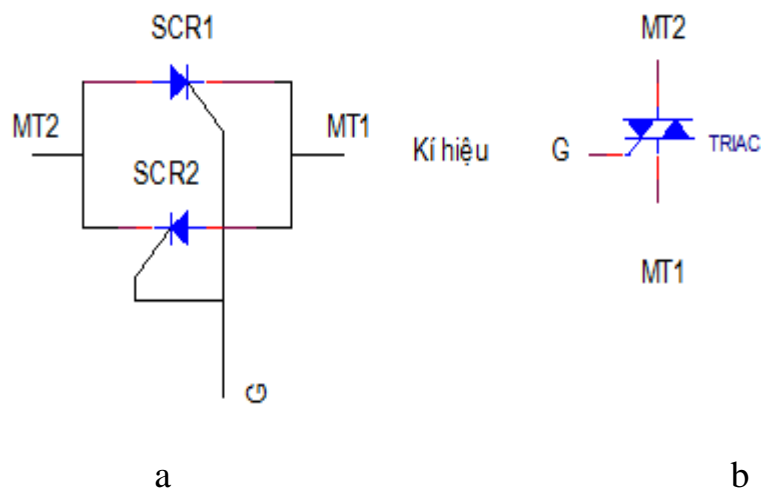 SCR1
MT2
MT1
SCR2
G
Kí hiệu
MT2
G
TRIAC
MT1
a
b